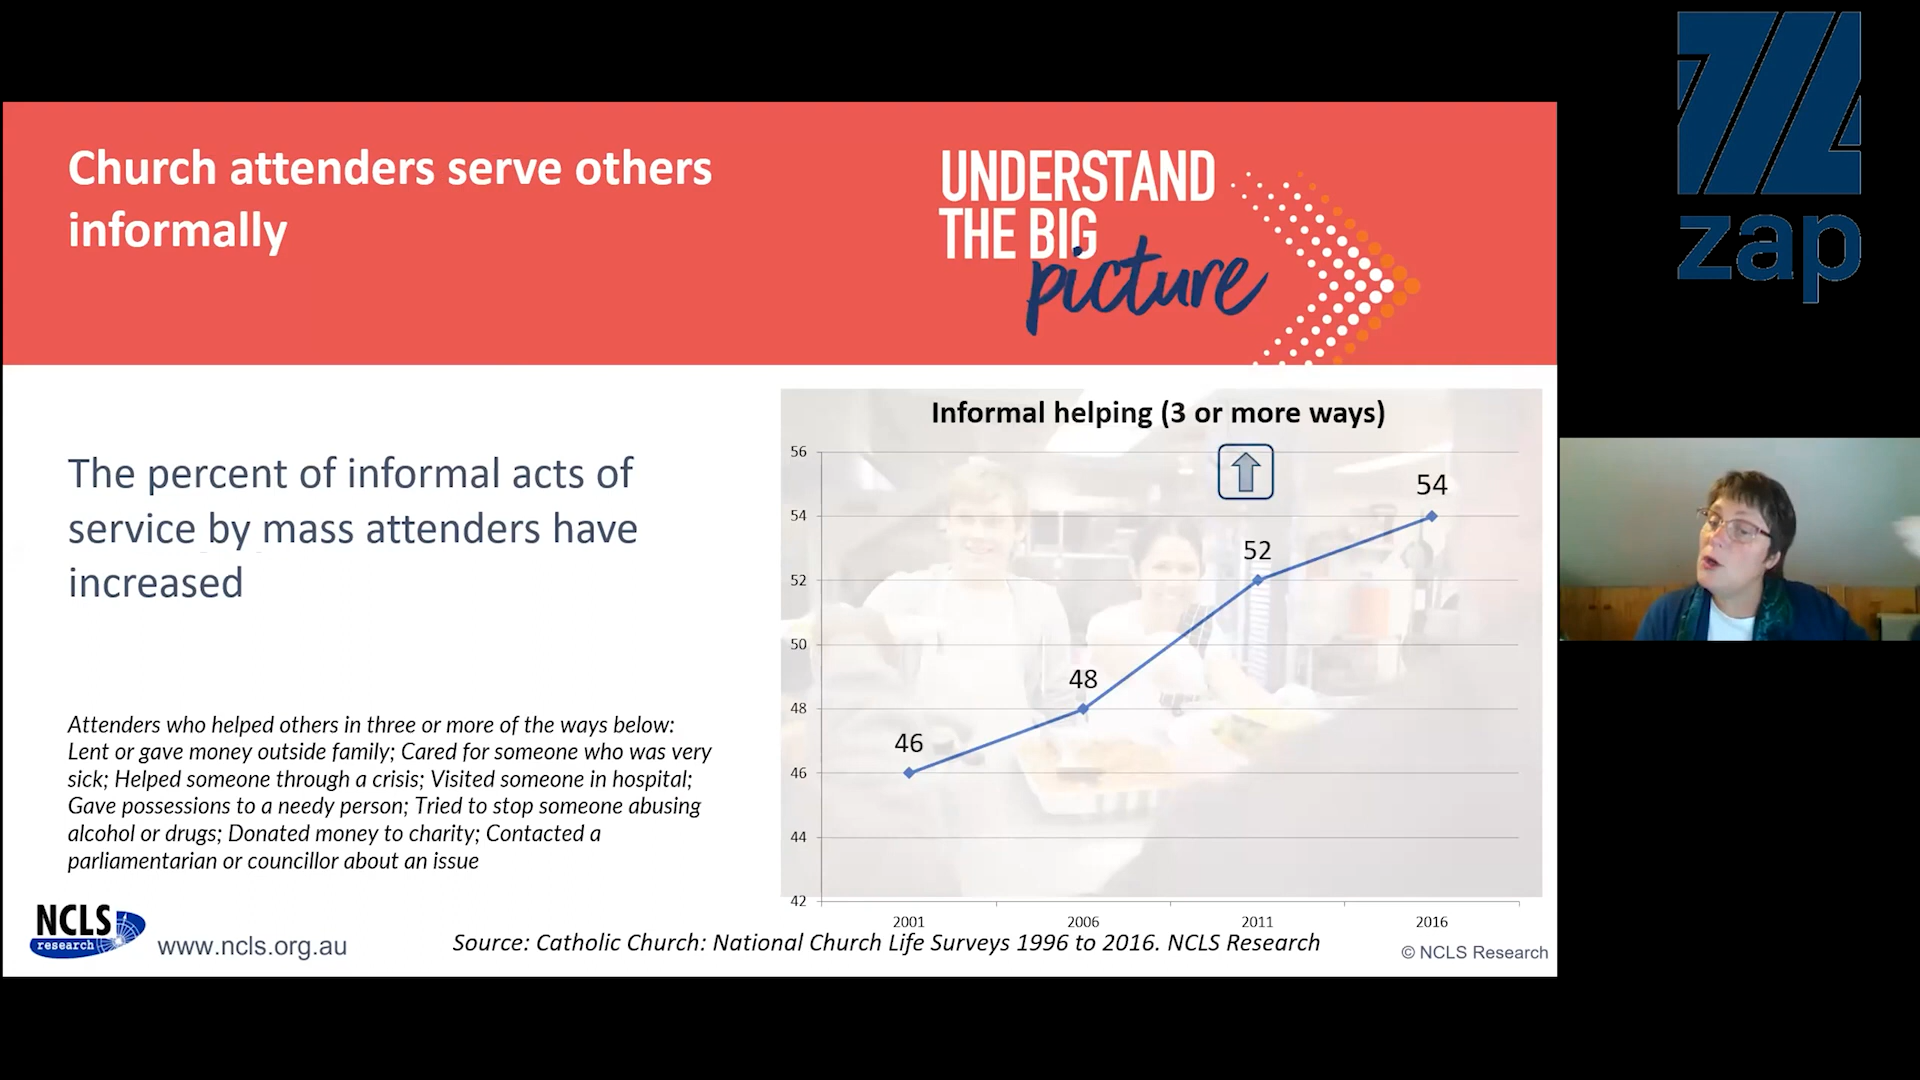 Church attenders serve others
informally
UNDERSTAND
THE BIG
picture
zap
The percent of informal acts of
service by mass attenders have
increased
Attenders who helped others in three or more of the ways below:
Lent or gave money outside family; Cared for someone who was very
sick; Helped someone through a crisis; Visited someone in hospital;
Gave possessions to a needy person; Tried to stop someone abusing
alcohol or drugs; Donated money to charity; Contacted a
parliamentarian or councillor about an issue
Informal helping (3 or more ways)
56
54
52
50
48
46
44
42
46
48
52
54
2001 2006 2011 2016
NCLS
research
www.ncls.org.au
Source: Catholic Church: National Church Life Surveys 1996 to 2016. NCLS Research
© NCLS Research